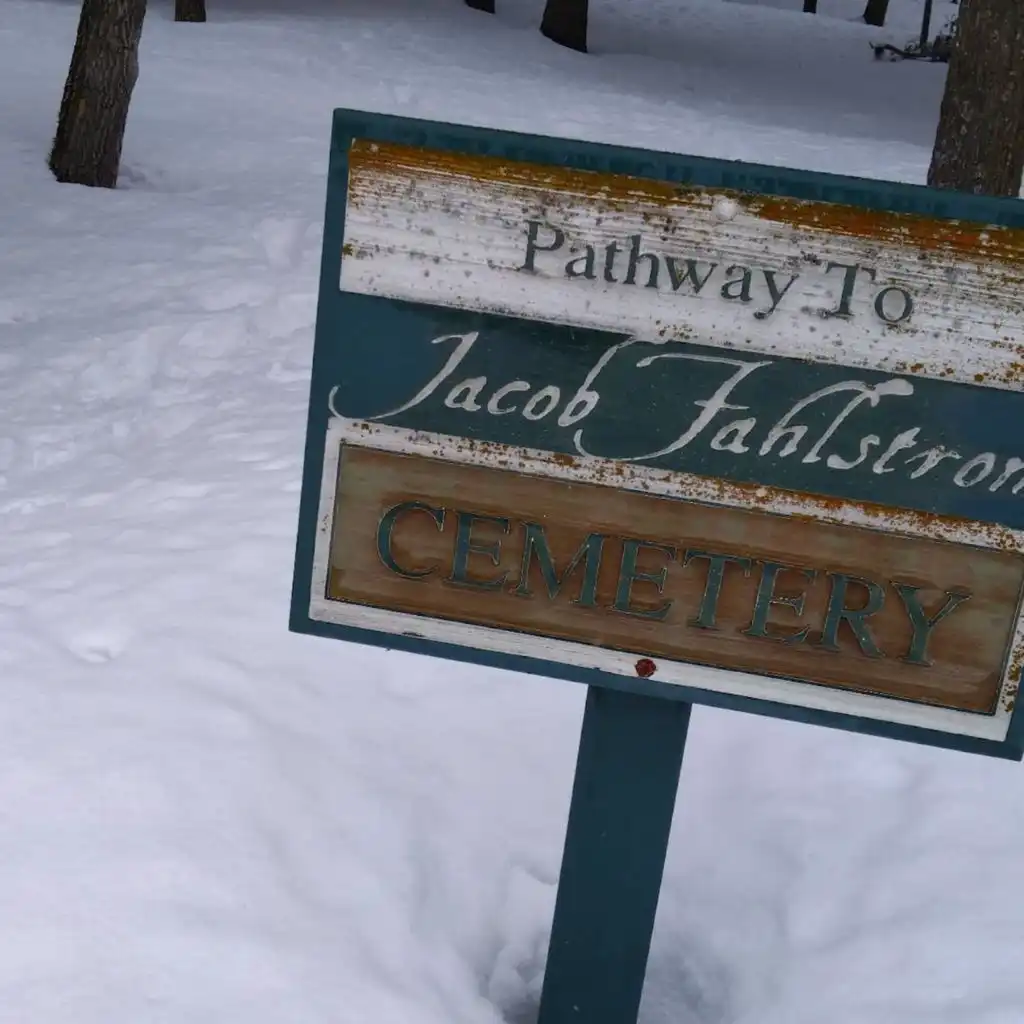 Pathway To
Jacob Fahlstrom
CEMETERY